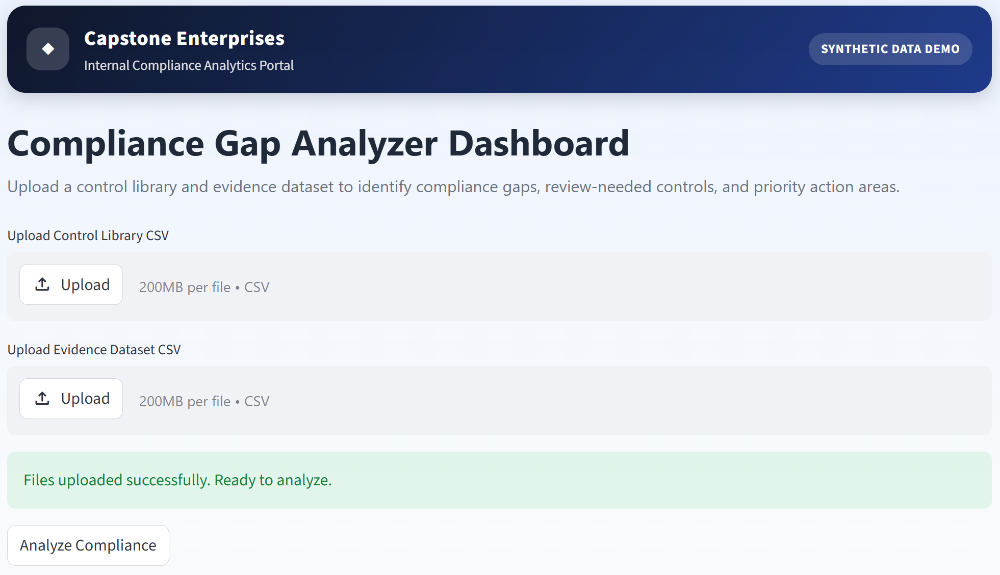 Capstone Enterprises
Internal Compliance Analytics Portal
SYNTHETIC DATA DEMO
Compliance Gap Analyzer Dashboard
Upload a control library and evidence dataset to identify compliance gaps, review-needed controls, and priority action areas.
Upload Control Library CSV
Upload
200MB per file • CSV
Upload Evidence Dataset CSV
Upload
200MB per file • CSV
Files uploaded successfully. Ready to analyze.
Analyze Compliance